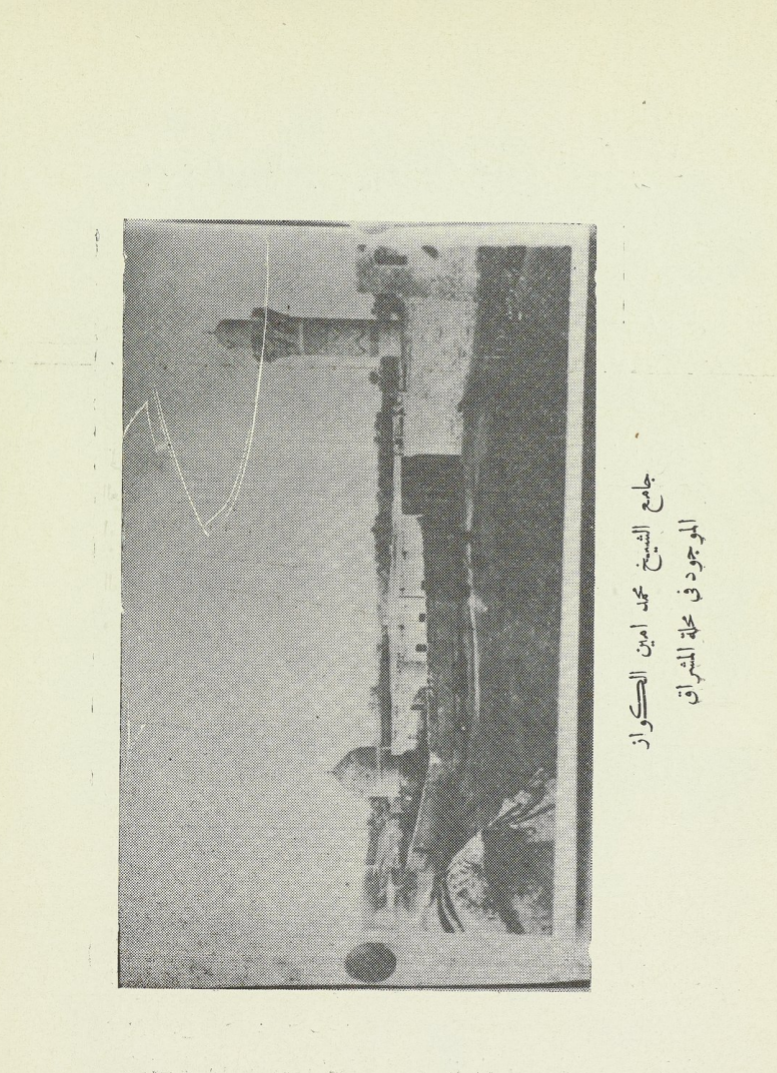 جامع الشيخ محمد امين الكواز
الموجود في محلة المشراق